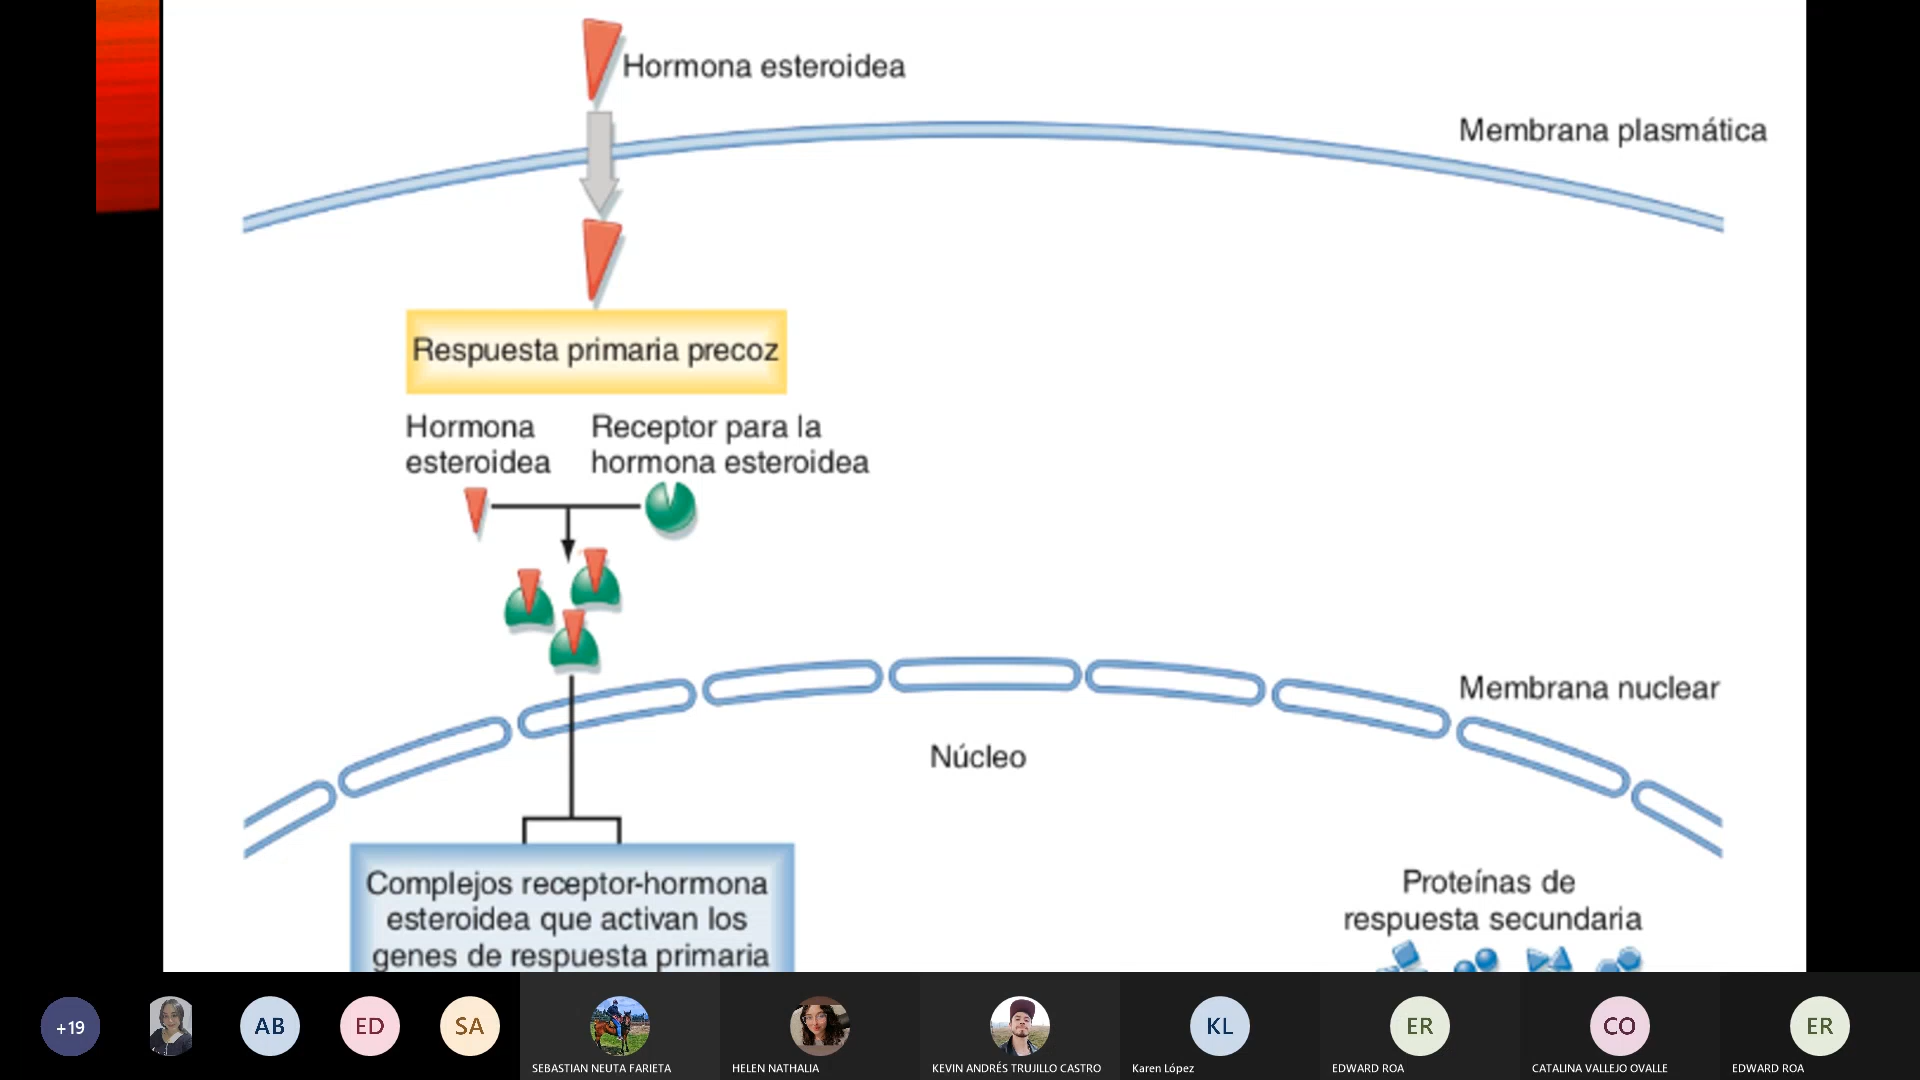 Hormona esteroidea
Membrana plasmática
Respuesta primaria precoz
Hormona
esteroidea
Receptor para la
hormona esteroidea
Membrana nuclear
Núcleo
Complejos receptor-hormona
esteroidea que activan los
genes de respuesta primaria
Proteínas de
respuesta secundaria
+19
AB
ED
SA
SEBASTIAN NEUTA FARIETA
HELEN NATHALIA
KEVIN ANDRÉS TRUJILLO CASTRO
KL
Karen López
ER
EDWARD ROA
CO
CATALINA VALLEJO OVALLE
ER
EDWARD ROA